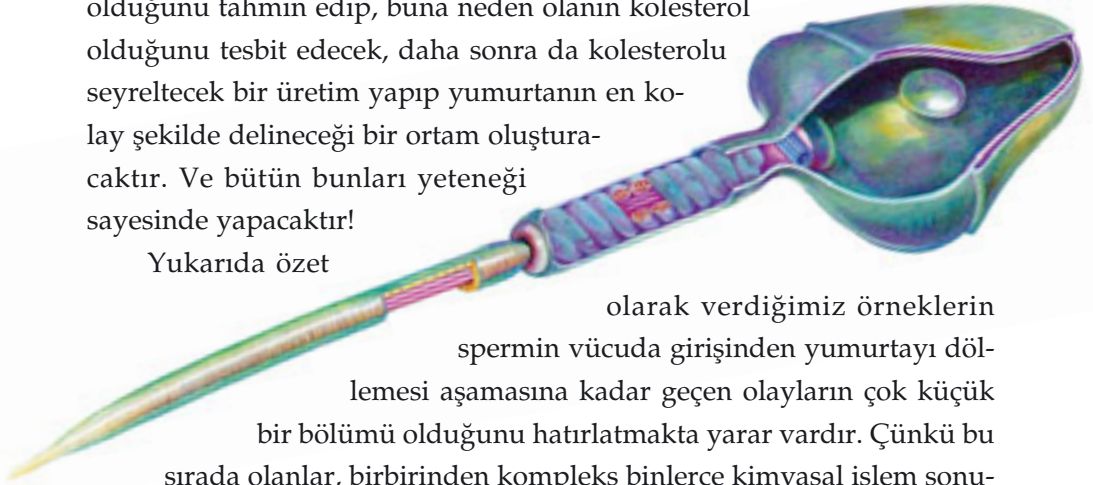 olduğunu tahmin edip, buna neden olanın kolesterol
olduğunu tesbit edecek, daha sonra da kolesterolu
seyreltecek bir üretim yapıp yumurtanın en ko-
lay şekilde delineceği bir ortam oluştura-
caktır. Ve bütün bunları yeteneği
sayesinde yapacaktır!
Yukarıda özet
olarak verdiğimiz örneklerin
spermin vücuda girişinden yumurtayı döl-
lemesi aşamasına kadar geçen olayların çok küçük
bir bölümü olduğunu hatırlatmakta yarar vardır. Çünkü bu
sırada olanlar, birbirinden kompleks binlerce kimyasal işlem sonu-